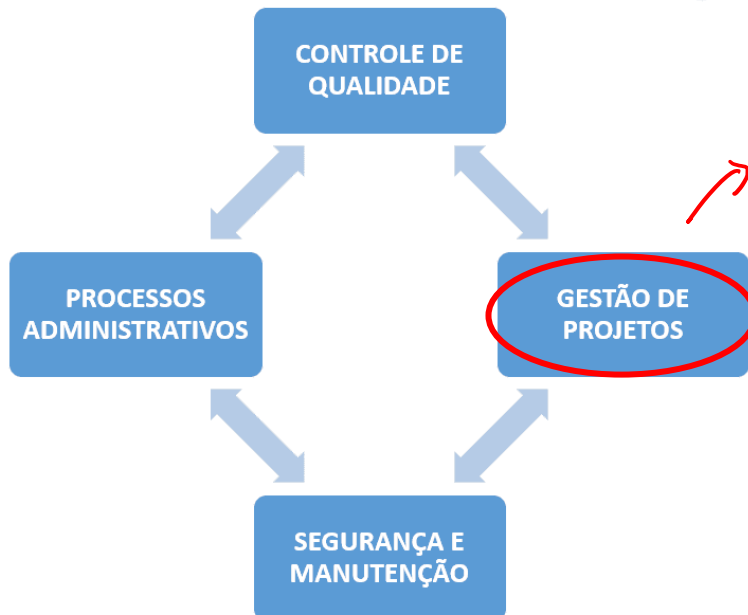 CONTROLE DE
QUALIDADE
PROCESSOS
ADMINISTRATIVOS
GESTÃO DE
PROJETOS
SEGURANÇA E
MANUTENÇÃO